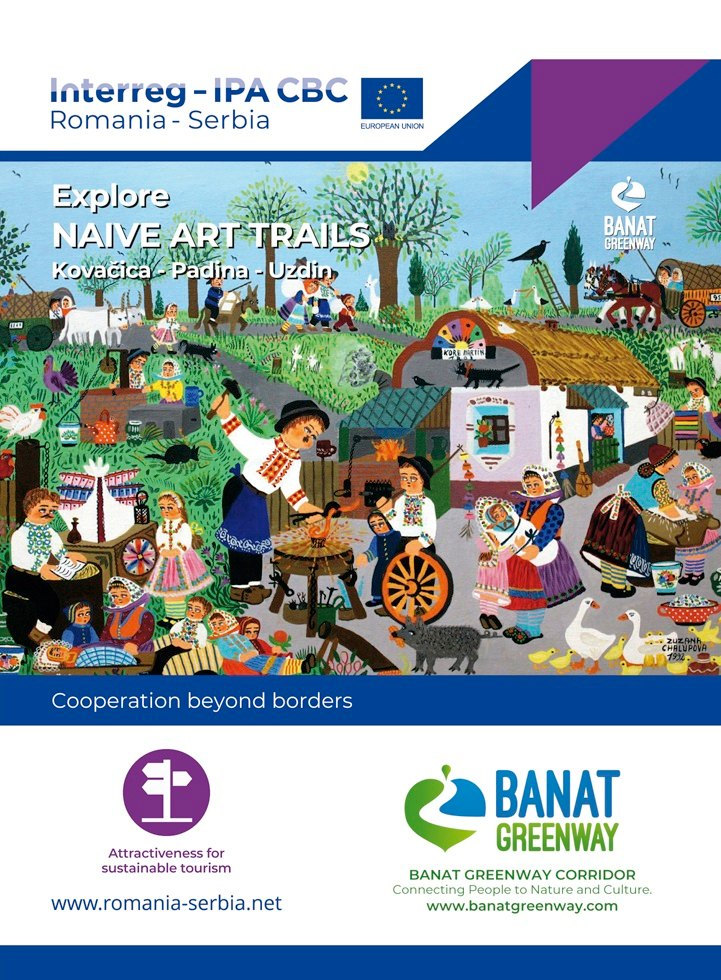 Interreg - IPA CBC
Romania - Serbia
EUROPEAN UNION
Explore
NAIVE ART TRAILS
Kovačica - Padina - Uzdin
BANAT
GREENWAY
KORE MARTIN
ZUZANA
CHALUPOVA
Cooperation beyond borders
Attractiveness for
sustainable tourism
www.romania-serbia.net
BANAT
GREENWAY
BANAT GREENWAY CORRIDOR
Connecting People to Nature and Culture.
www.banatgreenway.com